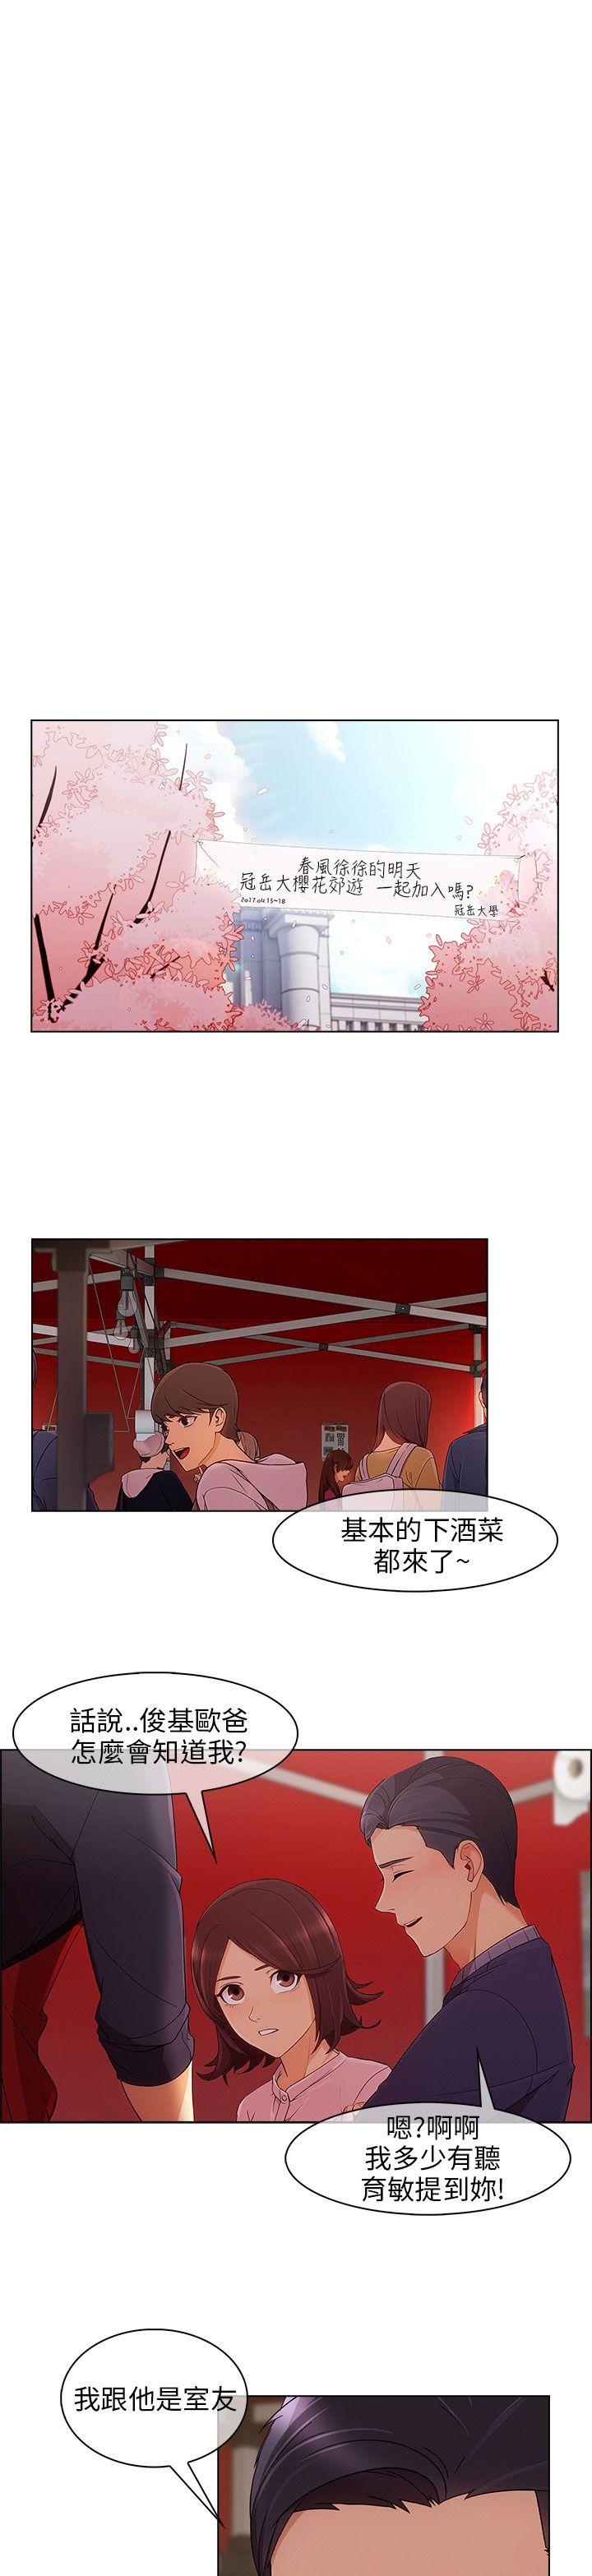 春風徐徐的明天
冠岳大櫻花郊遊 一起加入嗎?
2017.04.15~18
冠岳大學
基本的下酒菜
都來了~
話說..俊基歐爸
怎麼會知道我?
嗯?啊啊
我多少有聽
育敏提到妳!
我跟他是室友